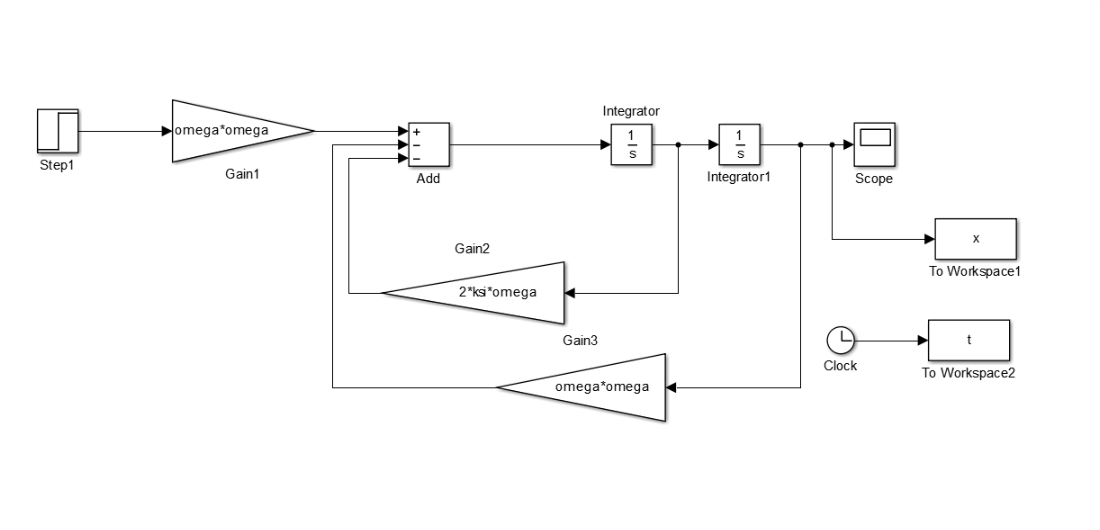 Step1
omega*omega
Gain1
+
−
−
Add
Integrator
1
s
1
s
Integrator1
Scope
x
To Workspace1
Gain2
2*ksi*omega
Gain3
omega*omega
Clock
t
To Workspace2